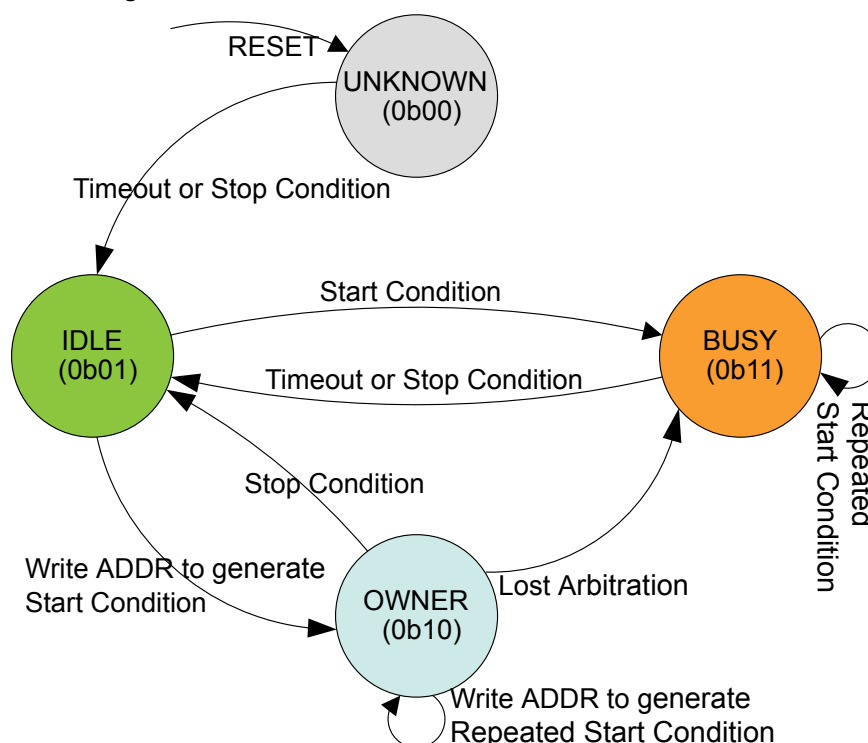 RESET
UNKNOWN
(0b00)
Timeout or Stop Condition
Start Condition
IDLE
(0b01)
BUSY
(0b11)
Timeout or Stop Condition
Repeated
Start Condition
Stop Condition
Write ADDR to generate
Start Condition
OWNER
(0b10)
Lost Arbitration
Write ADDR to generate
Repeated Start Condition